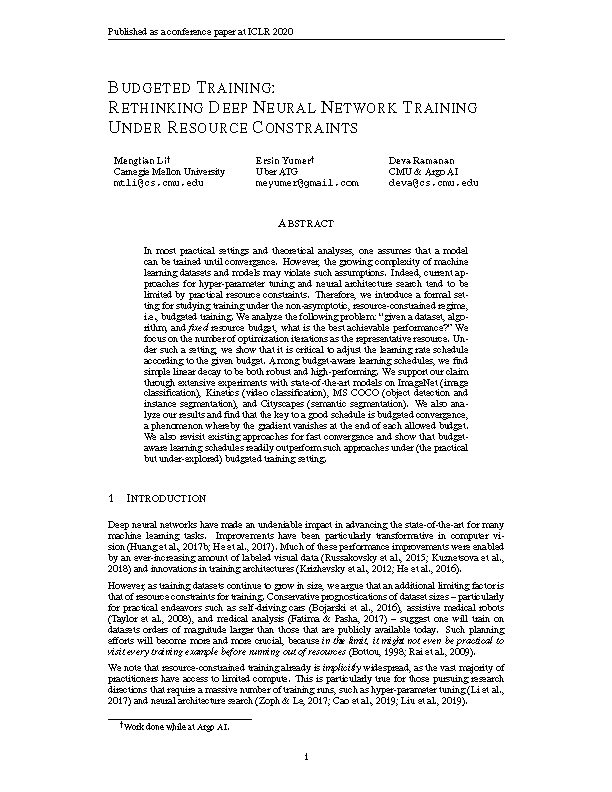 Published as a conference paper at ICLR 2020
BUDGETED TRAINING:
RETHINKING DEEP NEURAL NETWORK TRAINING
UNDER RESOURCE CONSTRAINTS
Mengtian Li† Ersin Yumer† Deva Ramanan
Carnegie Mellon University Uber ATG CMU & Argo AI
mtli@cs.cmu.edu meyumer@gmail.com deva@cs.cmu.edu
ABSTRACT
In most practical settings and theoretical analyses, one assumes that a model
can be trained until convergence. However, the growing complexity of machine
learning datasets and models may violate such assumptions. Indeed, current ap-
proaches for hyper-parameter tuning and neural architecture search tend to be
limited by practical resource constraints. Therefore, we introduce a formal set-
ting for studying training under the non-asymptotic, resource-constrained regime,
i.e., budgeted training. We analyze the following problem: "given a dataset, algo-
rithm, and fixed resource budget, what is the best achievable performance?" We
focus on the number of optimization iterations as the representative resource. Un-
der such a setting, we show that it is critical to adjust the learning rate schedule
according to the given budget. Among budget-aware learning schedules, we find
simple linear decay to be both robust and high-performing. We support our claim
through extensive experiments with state-of-the-art models on ImageNet (image
classification), Kinetics (video classification), MS COCO (object detection and
instance segmentation), and Cityscapes (semantic segmentation). We also ana-
lyze our results and find that the key to a good schedule is budgeted convergence,
a phenomenon whereby the gradient vanishes at the end of each allowed budget.
We also revisit existing approaches for fast convergence and show that budget-
aware learning schedules readily outperform such approaches under (the practical
but under-explored) budgeted training setting.
1 INTRODUCTION
Deep neural networks have made an undeniable impact in advancing the state-of-the-art for many
machine learning tasks. Improvements have been particularly transformative in computer vi-
sion (Huang et al., 2017b; He et al., 2017). Much of these performance improvements were enabled
by an ever-increasing amount of labeled visual data (Russakovsky et al., 2015; Kuznetsova et al.,
2018) and innovations in training architectures (Krizhevsky et al., 2012; He et al., 2016).
However, as training datasets continue to grow in size, we argue that an additional limiting factor is
that of resource constraints for training. Conservative prognostications of dataset sizes – particularly
for practical endeavors such as self-driving cars (Bojarski et al., 2016), assistive medical robots
(Taylor et al., 2008), and medical analysis (Fatima & Pasha, 2017) – suggest one will train on
datasets orders of magnitude larger than those that are publicly available today. Such planning
efforts will become more and more crucial, because in the limit, it might not even be practical to
visit every training example before running out of resources (Bottou, 1998; Rai et al., 2009).
We note that resource-constrained training already is implicitly widespread, as the vast majority of
practitioners have access to limited compute. This is particularly true for those pursuing research
directions that require a massive number of training runs, such as hyper-parameter tuning (Li et al.,
2017) and neural architecture search (Zoph & Le, 2017; Cao et al., 2019; Liu et al., 2019).
†Work done while at Argo AI.
1